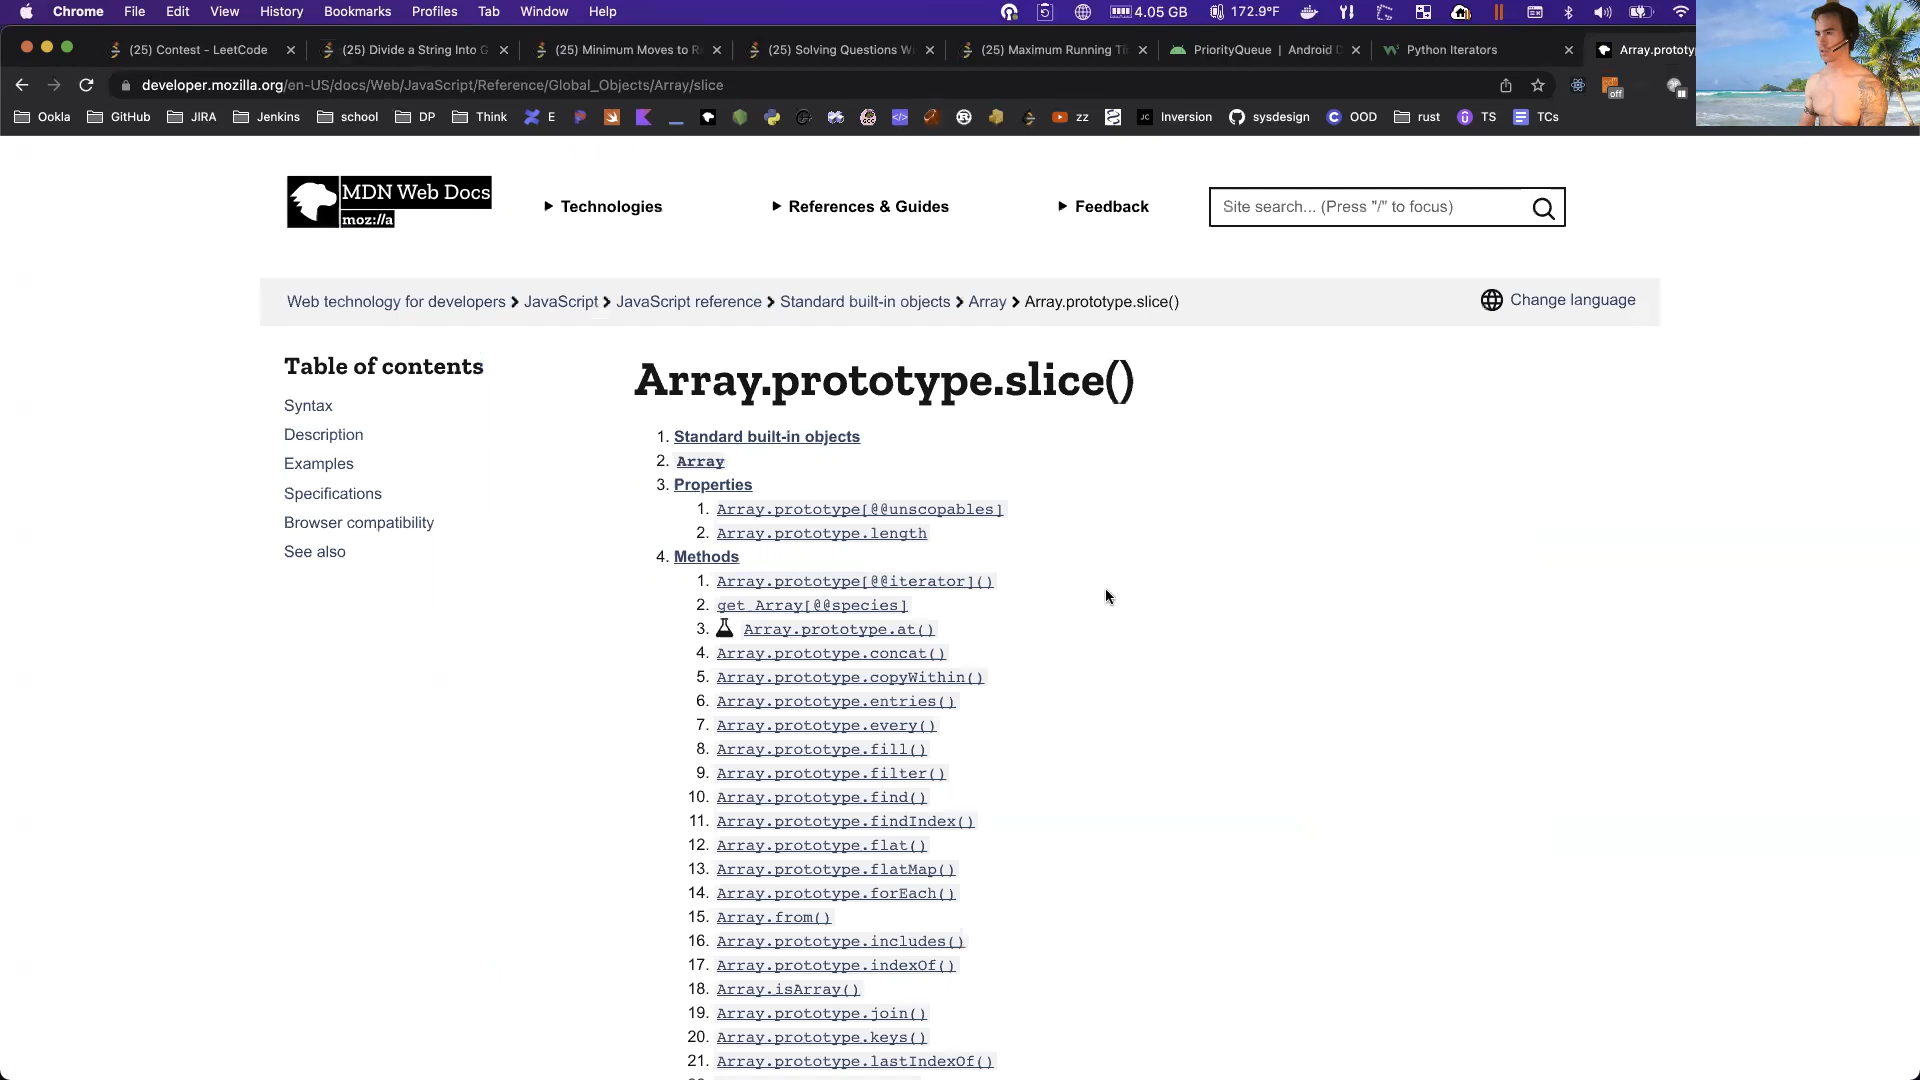 Chrome File Edit View History Bookmarks Profiles Tab Window Help 4.05 GB 172.9°F
(25) Contest - LeetCode (25) Divide a String Into G (25) Minimum Moves to R (25) Solving Questions W (25) Maximum Running Ti PriorityQueue | Android D Python Iterators Array.prototy
developer.mozilla.org/en-US/docs/Web/JavaScript/Reference/Global_Objects/Array/slice off
Ookla GitHub JIRA Jenkins school DP Think E zz Inversion sysdesign OOD rust TS TCs
MDN Web Docs
moz://a
Technologies References & Guides Feedback Site search... (Press "/" to focus)
Web technology for developers JavaScript JavaScript reference Standard built-in objects Array Array.prototype.slice() Change language
Table of contents
Syntax
Description
Examples
Specifications
Browser compatibility
See also
Array.prototype.slice()
1. Standard built-in objects
2. Array
3. Properties
1. Array.prototype[@@unscopables]
2. Array.prototype.length
4. Methods
1. Array.prototype[@@iterator]()
2. get Array[@@species]
3. Array.prototype.at()
4. Array.prototype.concat()
5. Array.prototype.copyWithin()
6. Array.prototype.entries()
7. Array.prototype.every()
8. Array.prototype.fill()
9. Array.prototype.filter()
10. Array.prototype.find()
11. Array.prototype.findIndex()
12. Array.prototype.flat()
13. Array.prototype.flatMap()
14. Array.prototype.forEach()
15. Array.from()
16. Array.prototype.includes()
17. Array.prototype.indexOf()
18. Array.isArray()
19. Array.prototype.join()
20. Array.prototype.keys()
21. Array.prototype.lastIndexOf()